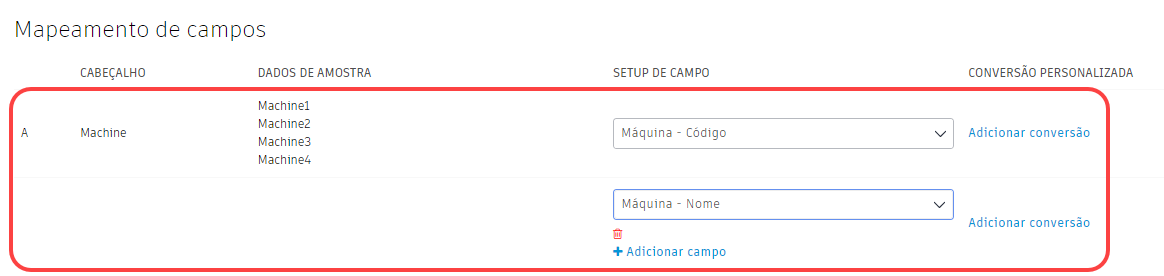 Mapeamento de campos
CABEÇALHO DADOS DE AMOSTRA SETUP DE CAMPO CONVERSÃO PERSONALIZADA
A Machine Machine1 Máquina - Código Adicionar conversão
Machine2
Machine3
Machine4
Máquina - Nome Adicionar conversão
+ Adicionar campo